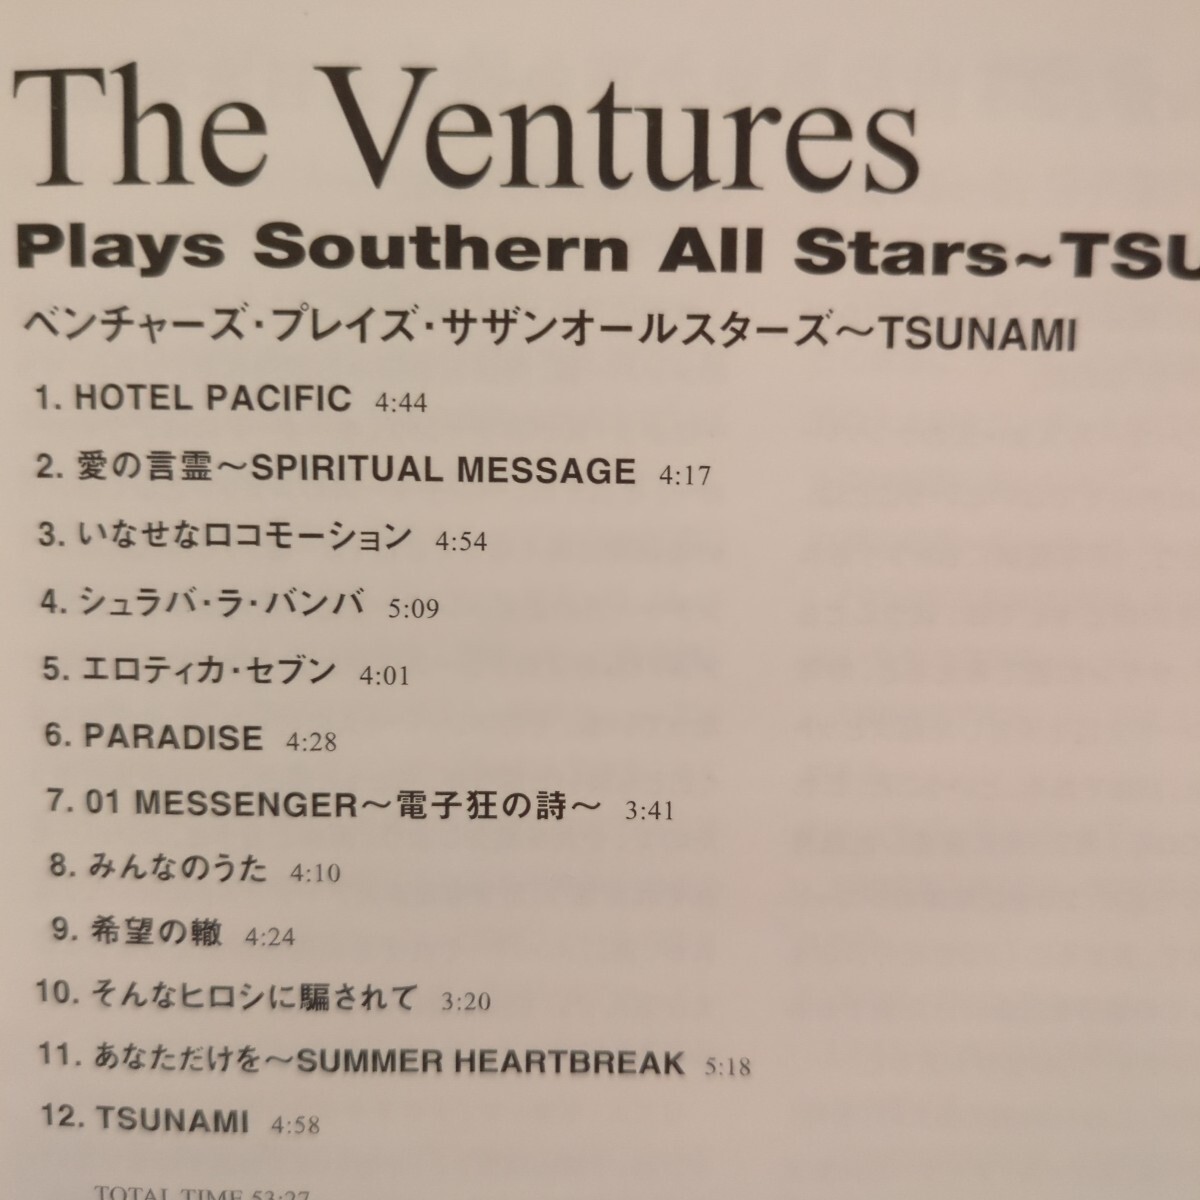 The Ventures
Plays Southern All Stars~TSU
ベンチャーズ・プレイズ・サザンオールスターズ～TSUNAMI
1. HOTEL PACIFIC 4:44
2. 愛の言霊～SPIRITUAL MESSAGE 4:17
3. いなせなロコモーション 4:54
4. シュラバ・ラ・バンバ 5:09
5. エロティカ・セブン 4:01
6. PARADISE 4:28
7. 01 MESSENGER～電子狂の詩～ 3:41
8. みんなのうた 4:10
9. 希望の轍 4:24
10. そんなヒロシに騙されて 3:20
11. あなただけを～SUMMER HEARTBREAK 5:18
12. TSUNAMI 4:58
TOTAL TIME 53:27